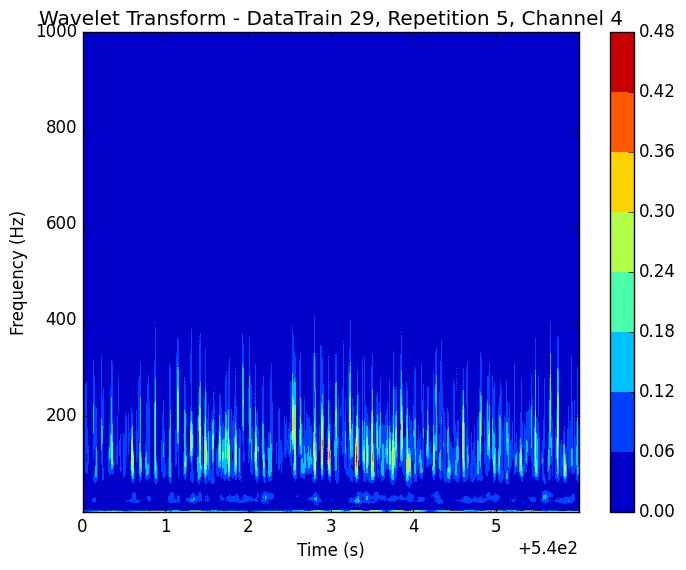 Wavelet Transform - DataTrain 29, Repetition 5, Channel 4
1000
800
600
400
200
Frequency (Hz)
0 1 2 3 4 5
Time (s)
+5.4e2
0.48
0.42
0.36
0.30
0.24
0.18
0.12
0.06
0.00